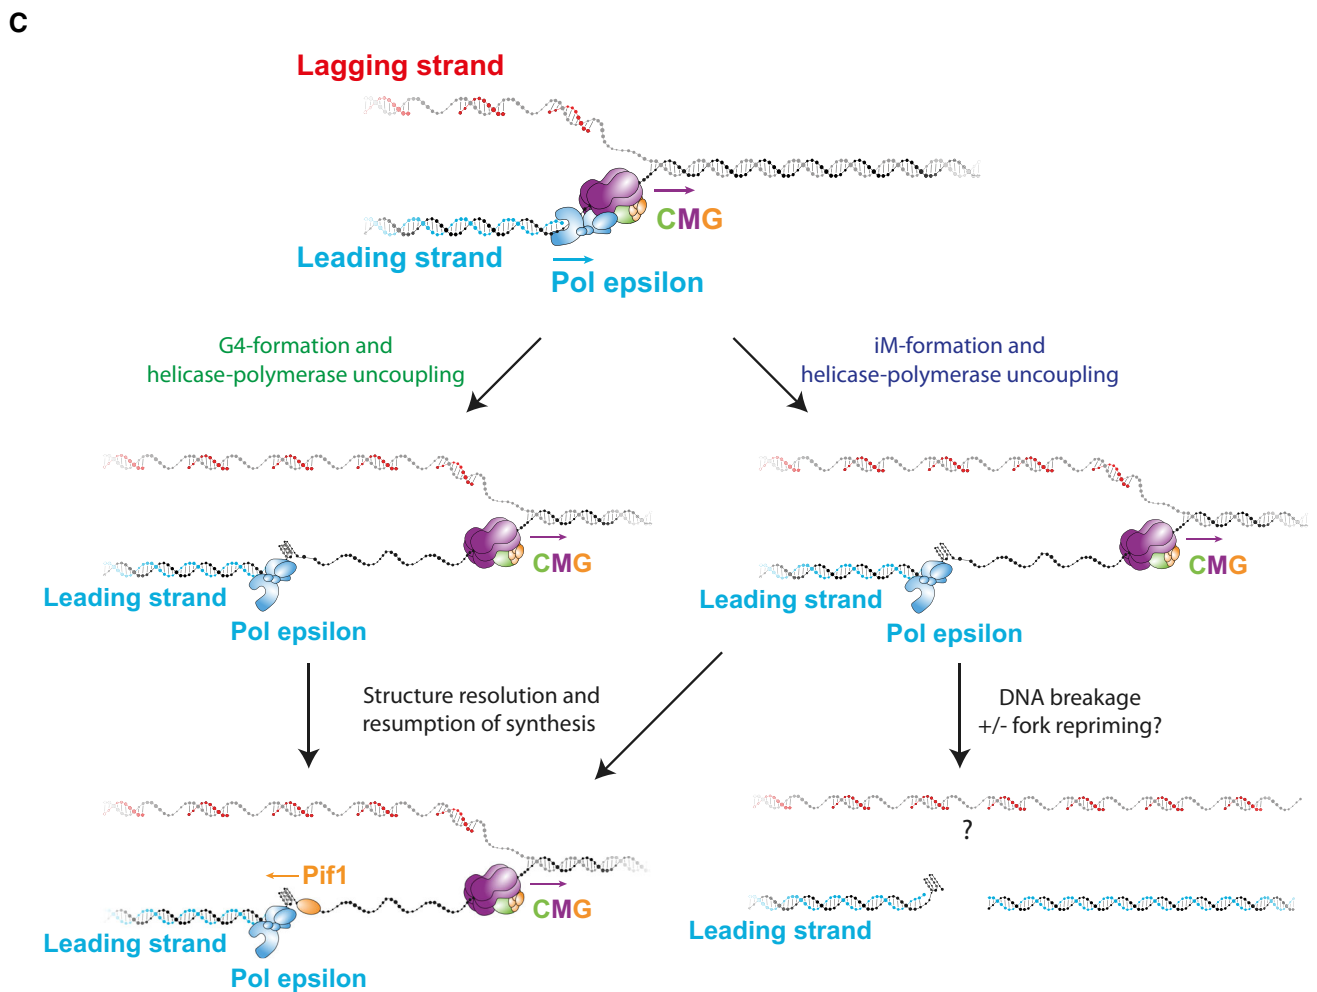 C
Lagging strand
CMG
Leading strand
Pol epsilon
G4-formation and
helicase-polymerase uncoupling
iM-formation and
helicase-polymerase uncoupling
CMG
Leading strand
Pol epsilon
CMG
Leading strand
Pol epsilon
Structure resolution and
resumption of synthesis
DNA breakage
+/- fork repriming?
?
Pif1
CMG
Leading strand
Pol epsilon
Leading strand